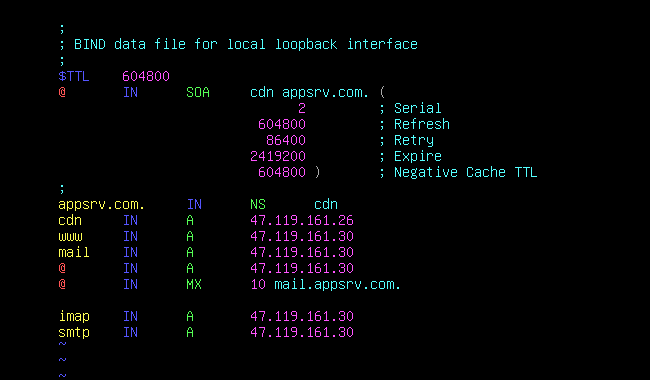 ;
; BIND data file for local loopback interface
;
$TTL    604800
@       IN      SOA     cdn appsrv.com. (
                              2         ; Serial
                         604800         ; Refresh
                          86400         ; Retry
                        2419200         ; Expire
                         604800 )       ; Negative Cache TTL
;
appsrv.com.     IN      NS      cdn
cdn     IN      A       47.119.161.26
www     IN      A       47.119.161.30
mail    IN      A       47.119.161.30
@       IN      A       47.119.161.30
@       IN      MX      10 mail.appsrv.com.

imap    IN      A       47.119.161.30
smtp    IN      A       47.119.161.30
~
~
~